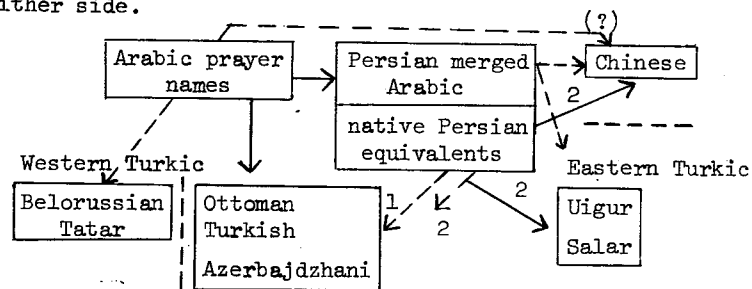 either side.
(?)
Arabic prayer
names
Persian merged
Arabic
Chinese
2
native Persian
equivalents
Western Turkic
Eastern Turkic
Belorussian
Tatar
Ottoman
Turkish
Azerbajdzhani
1
2
2
Uigur
Salar